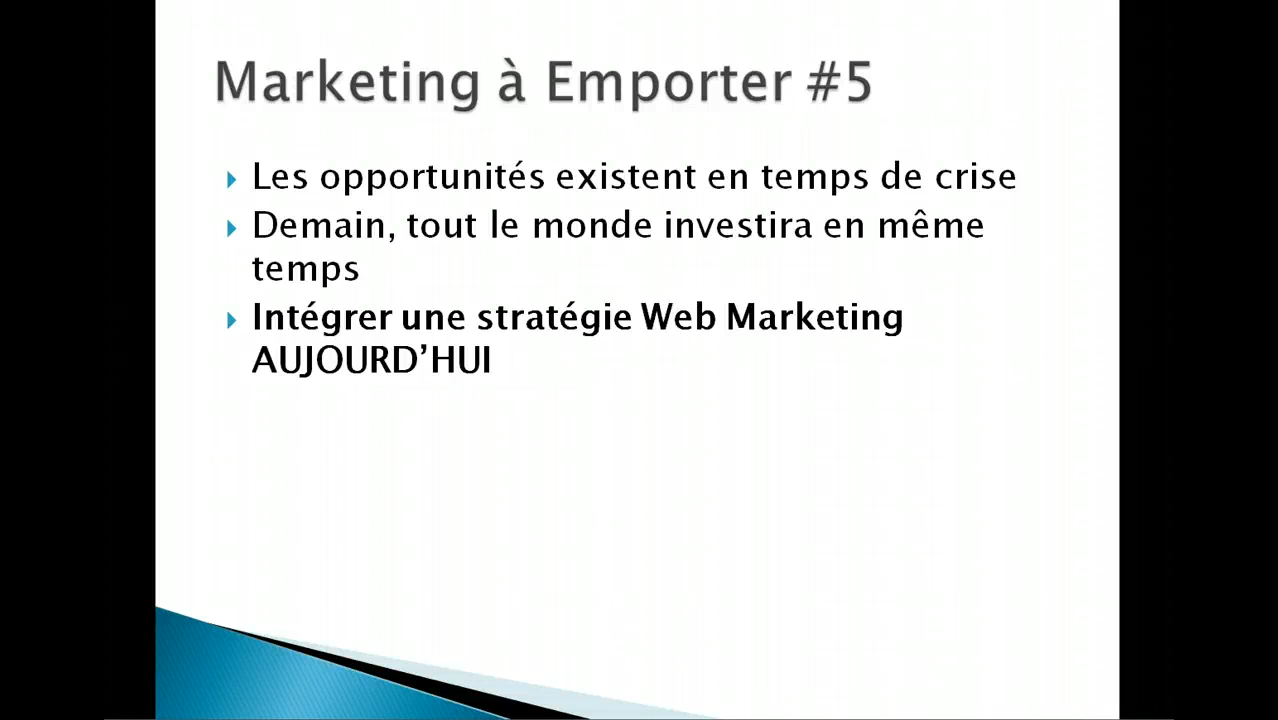 Marketing à Emporter #5
Les opportunités existent en temps de crise
Demain, tout le monde investira en même
temps
Intégrer une stratégie Web Marketing
AUJOURD’HUI